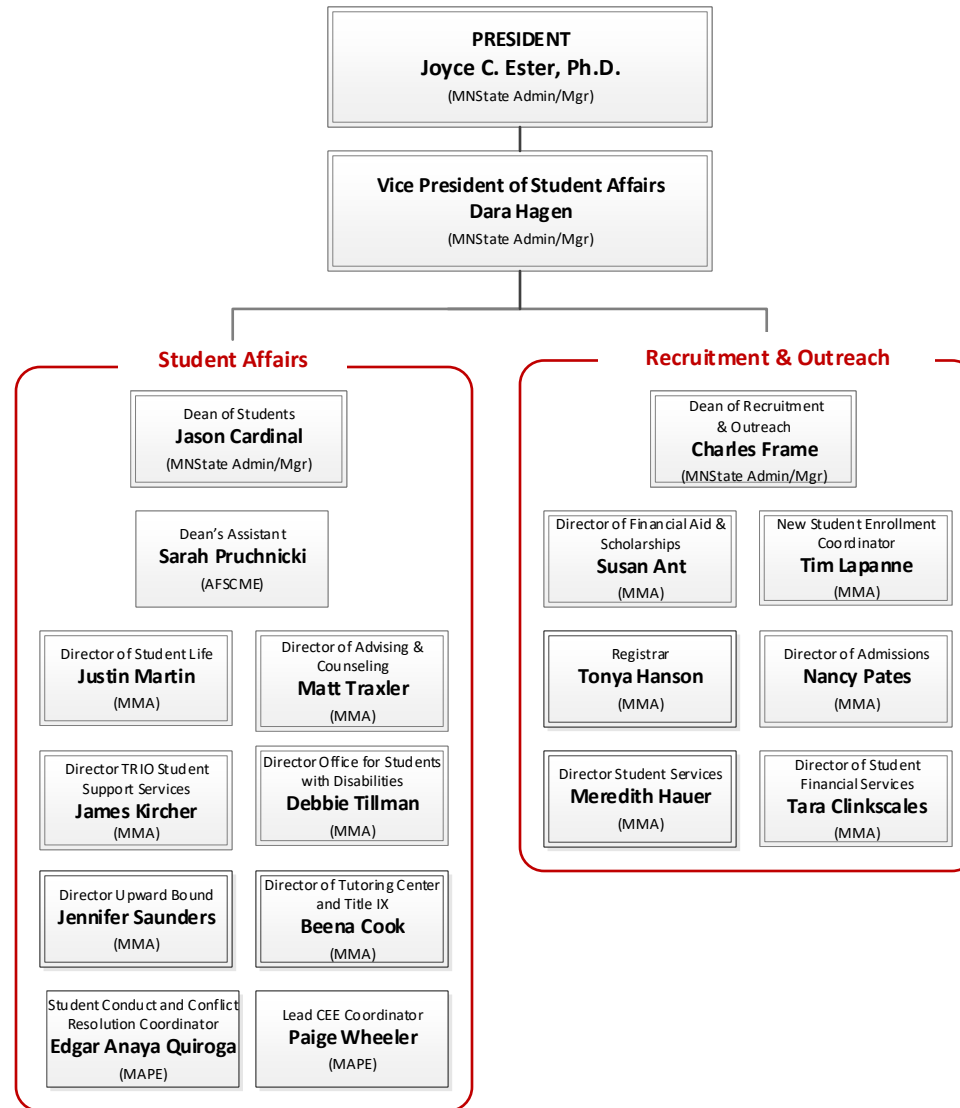 PRESIDENT
Joyce C. Ester, Ph.D.
(MNState Admin/Mgr)
Vice President of Student Affairs
Dara Hagen
(MNState Admin/Mgr)
Student Affairs
Dean of Students
Jason Cardinal
(MNState Admin/Mgr)
Dean's Assistant
Sarah Pruchnicki
(AFSCME)
Director of Student Life
Justin Martin
(MMA)
Director of Advising &
Counseling
Matt Traxler
(MMA)
Director TRIO Student
Support Services
James Kircher
(MMA)
Director Office for Students
with Disabilities
Debbie Tillman
(MMA)
Director Upward Bound
Jennifer Saunders
(MMA)
Director of Tutoring Center
and Title IX
Beena Cook
(MMA)
Student Conduct and Conflict
Resolution Coordinator
Edgar Anaya Quiroga
(MAPE)
Lead CEE Coordinator
Paige Wheeler
(MAPE)
Recruitment & Outreach
Dean of Recruitment
& Outreach
Charles Frame
(MNState Admin/Mgr)
Director of Financial Aid &
Scholarships
Susan Ant
(MMA)
New Student Enrollment
Coordinator
Tim Lapanne
(MMA)
Registrar
Tonya Hanson
(MMA)
Director of Admissions
Nancy Pates
(MMA)
Director Student Services
Meredith Hauer
(MMA)
Director of Student
Financial Services
Tara Clinkscales
(MMA)